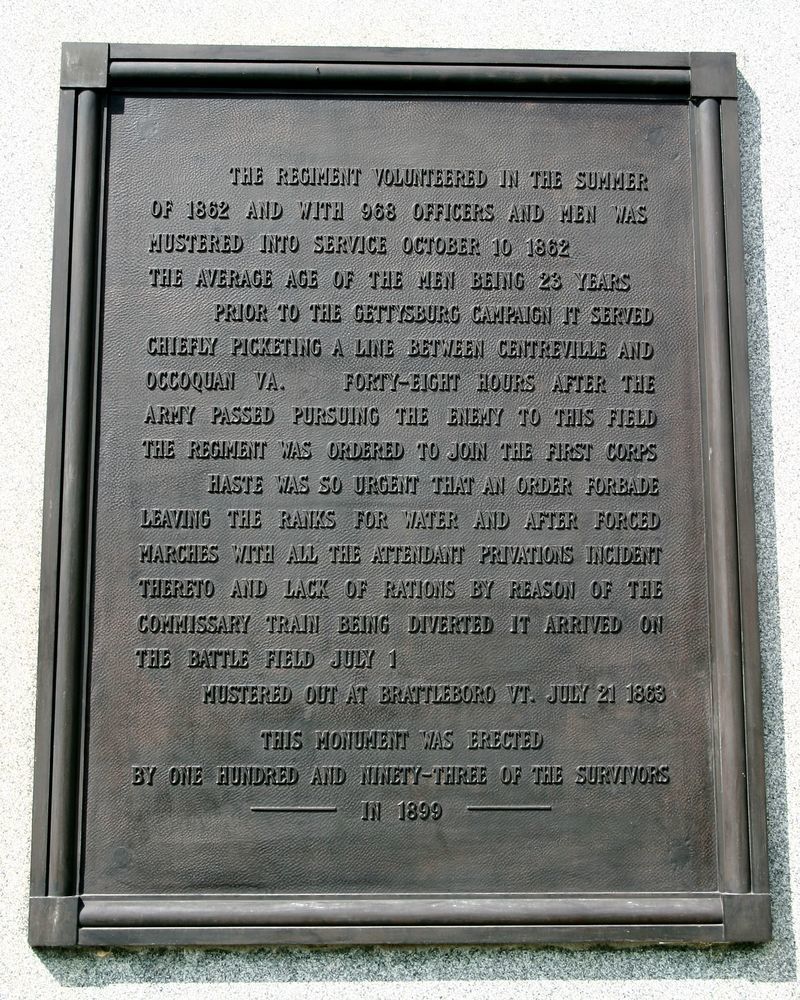 THE REGIMENT VOLUNTEERED IN THE SUMMER
OF 1862 AND WITH 968 OFFICERS AND MEN WAS
MUSTERED INTO SERVICE OCTOBER 10 1862
THE AVERAGE AGE OF THE MEN BEING 23 YEARS
PRIOR TO THE GETTYSBURG CAMPAIGN IT SERVED
CHIEFLY PICKETING A LINE BETWEEN CENTREVILLE AND
OCCOQUAN VA. FORTY-EIGHT HOURS AFTER THE
ARMY PASSED PURSUING THE ENEMY TO THIS FIELD
THE REGIMENT WAS ORDERED TO JOIN THE FIRST CORPS
HASTE WAS SO URGENT THAT AN ORDER FORBADE
LEAVING THE RANKS FOR WATER AND AFTER FORCED
MARCHES WITH ALL THE ATTENDANT PRIVATIONS INCIDENT
THERETO AND LACK OF RATIONS BY REASON OF THE
COMMISSARY TRAIN BEING DIVERTED IT ARRIVED ON
THE BATTLE FIELD JULY 1
MUSTERED OUT AT BRATTLEBORO VT. JULY 21 1863
THIS MONUMENT WAS ERECTED
BY ONE HUNDRED AND NINETY-THREE OF THE SURVIVORS
IN 1899